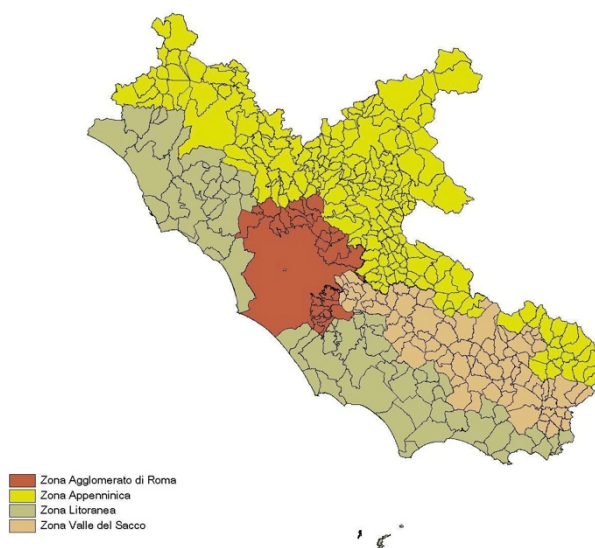 Zona Agglomerato di Roma
Zona Appenninica
Zona Litoranea
Zona Valle del Sacco